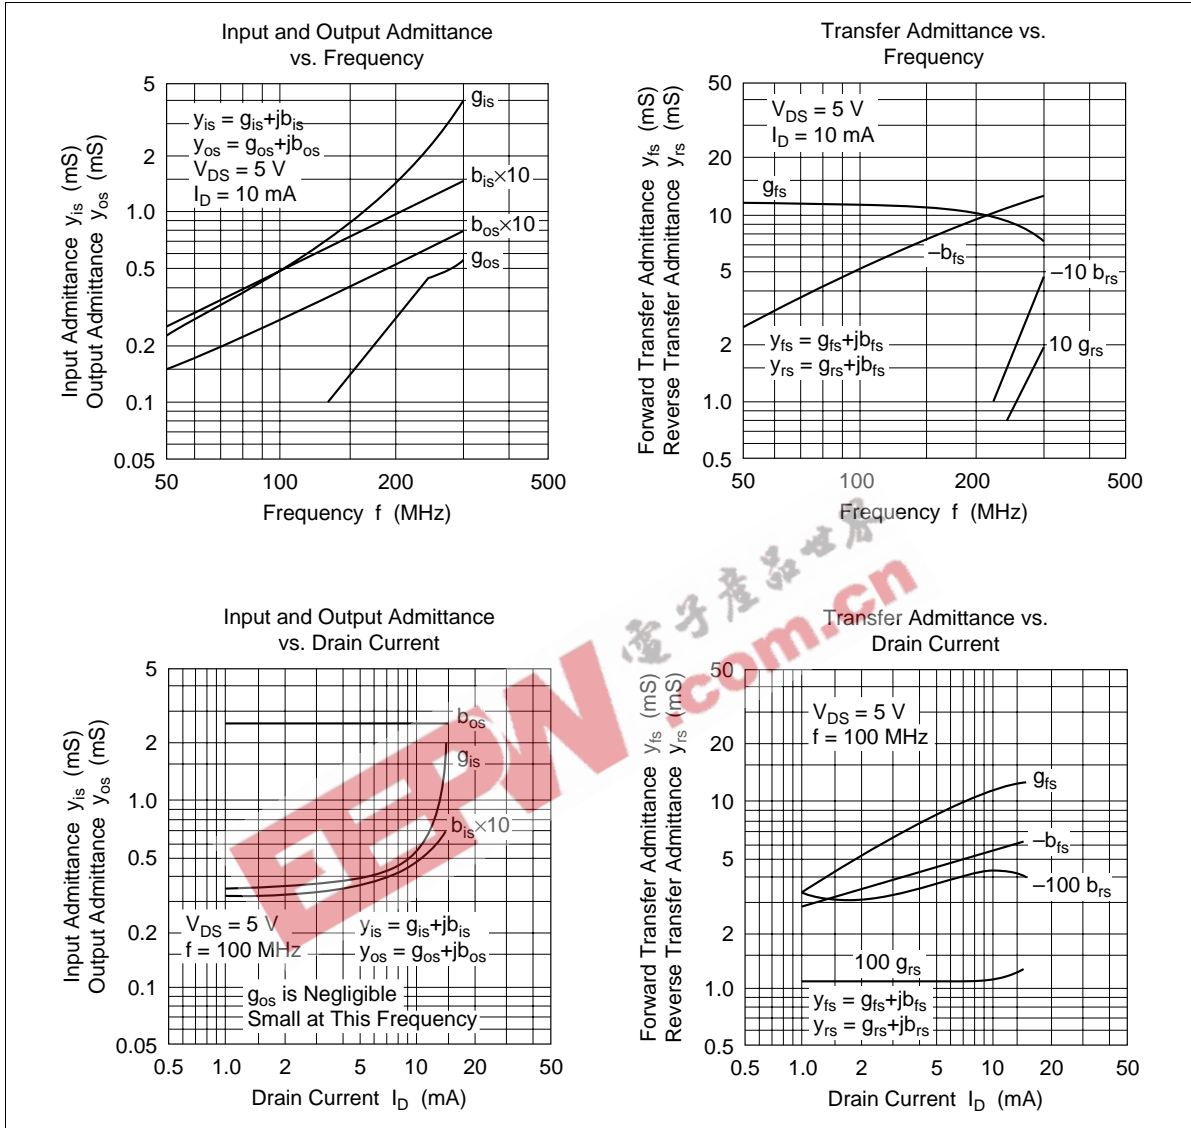 Input and Output Admittance
vs. Frequency
Input Admittance yis (mS)
Output Admittance yos (mS)
5
2
1.0
0.5
0.2
0.1
0.05
yis = gis+jbis
yos = gos+jbos
VDS = 5 V
ID = 10 mA
gis
bis×10
bos×10
gos
50 100 200 500
Frequency f (MHz)
Transfer Admittance vs.
Frequency
Forward Transfer Admittance yfs (mS)
Reverse Transfer Admittance yrs (mS)
50
20
10
5
2
1.0
0.5
VDS = 5 V
ID = 10 mA
gfs
–bfs
–10 brs
10 grs
yfs = gfs+jbfs
yrs = grs+jbfs
50 100 200 500
Frequency f (MHz)
Input and Output Admittance
vs. Drain Current
Input Admittance yis (mS)
Output Admittance yos (mS)
5
2
1.0
0.5
0.2
0.1
0.05
bos
gis
bis×10
VDS = 5 V
f = 100 MHz
yis = gis+jbis
yos = gos+jbos
gos is Negligible
Small at This Frequency
0.5 1.0 2 5 10 20 50
Drain Current ID (mA)
Transfer Admittance vs.
Drain Current
Forward Transfer Admittance yfs (mS)
Reverse Transfer Admittance yrs (mS)
50
20
10
5
2
1.0
0.5
VDS = 5 V
f = 100 MHz
gfs
–bfs
–100 brs
100 grs
yfs = gfs+jbfs
yrs = grs+jbrs
0.5 1.0 2 5 10 20 50
Drain Current ID (mA)
EEPW
.com.cn
電子產品世界